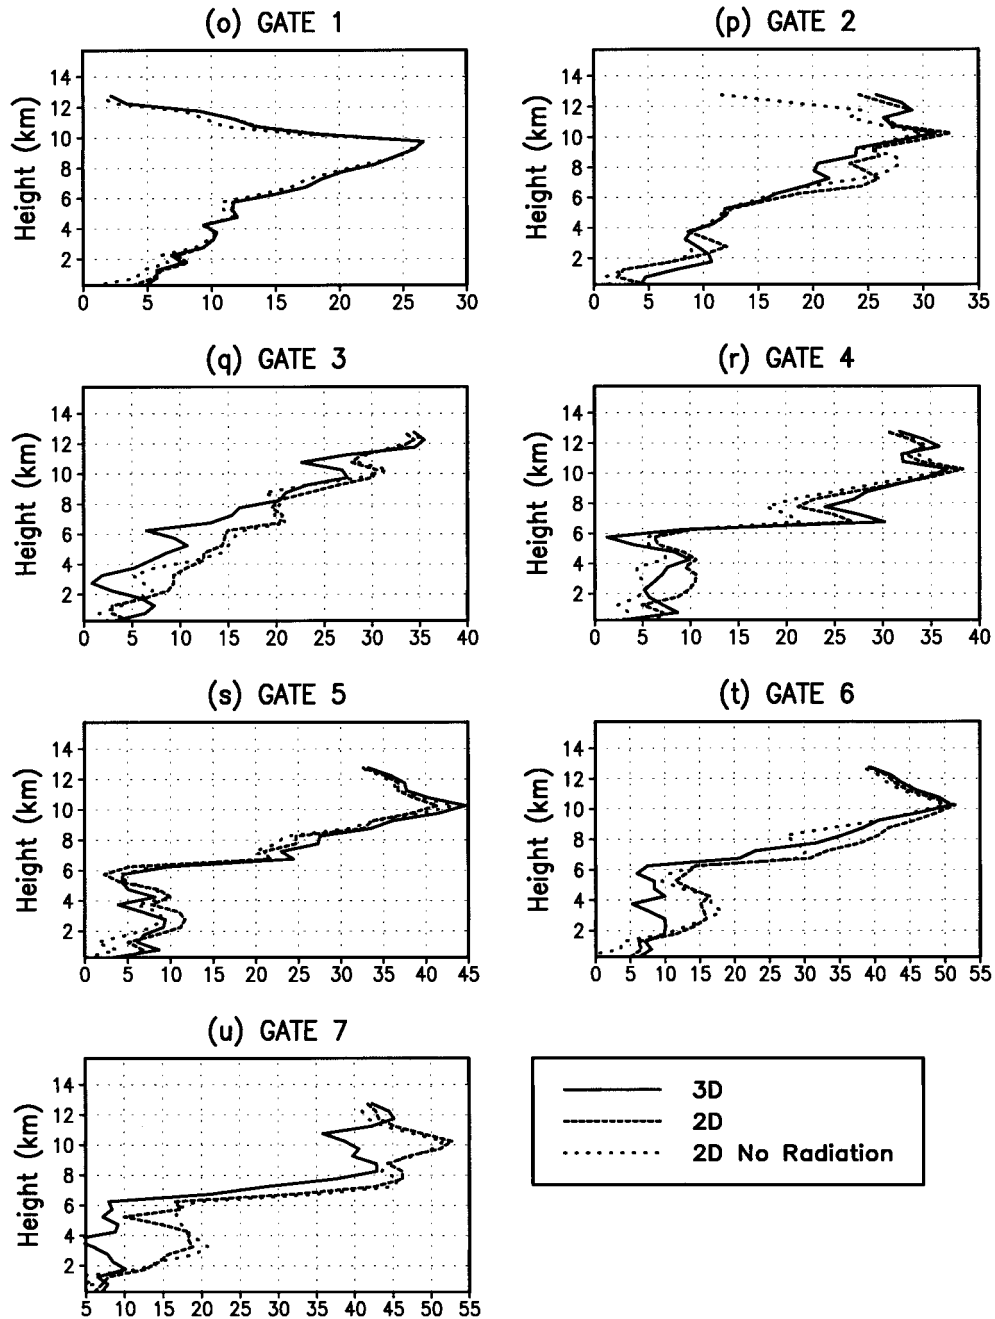 (o) GATE 1
Height (km)
14
12
10
8
6
4
2
0 5 10 15 20 25 30
(p) GATE 2
Height (km)
14
12
10
8
6
4
2
0 5 10 15 20 25 30 35
(q) GATE 3
Height (km)
14
12
10
8
6
4
2
0 5 10 15 20 25 30 35 40
(r) GATE 4
Height (km)
14
12
10
8
6
4
2
0 5 10 15 20 25 30 35 40
(s) GATE 5
Height (km)
14
12
10
8
6
4
2
0 5 10 15 20 25 30 35 40 45
(t) GATE 6
Height (km)
14
12
10
8
6
4
2
0 5 10 15 20 25 30 35 40 45 50 55
(u) GATE 7
Height (km)
14
12
10
8
6
4
2
5 10 15 20 25 30 35 40 45 50 55
3D
2D
2D No Radiation